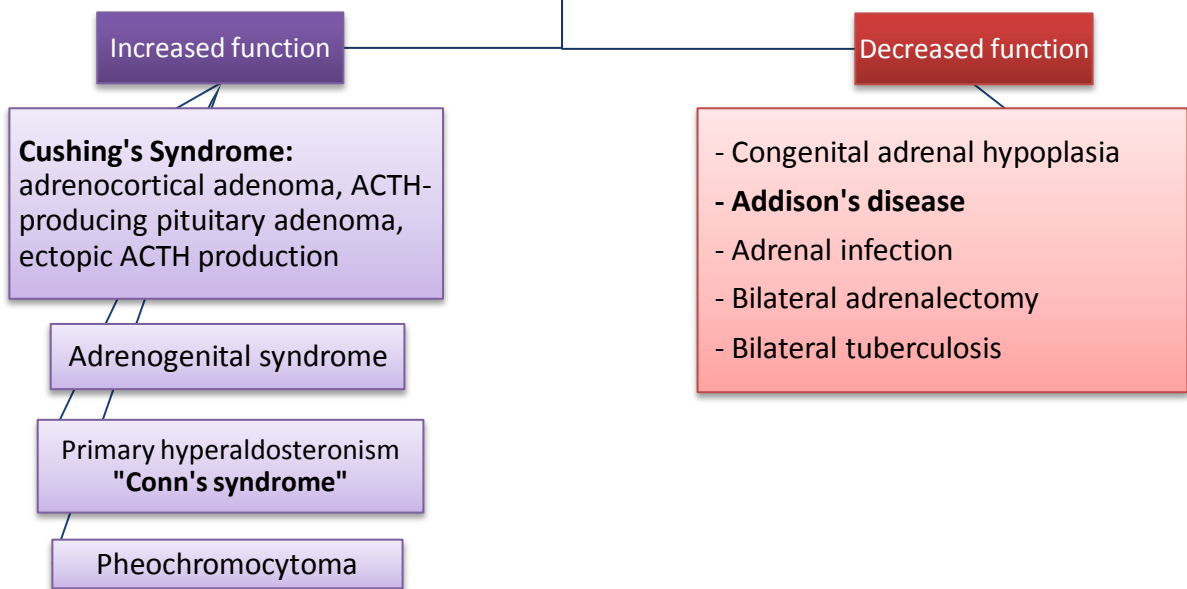 Increased function
Decreased function
Cushing's Syndrome:
adrenocortical adenoma, ACTH-
producing pituitary adenoma,
ectopic ACTH production
Adrenogenital syndrome
Primary hyperaldosteronism
"Conn's syndrome"
Pheochromocytoma
- Congenital adrenal hypoplasia
- Addison's disease
- Adrenal infection
- Bilateral adrenalectomy
- Bilateral tuberculosis